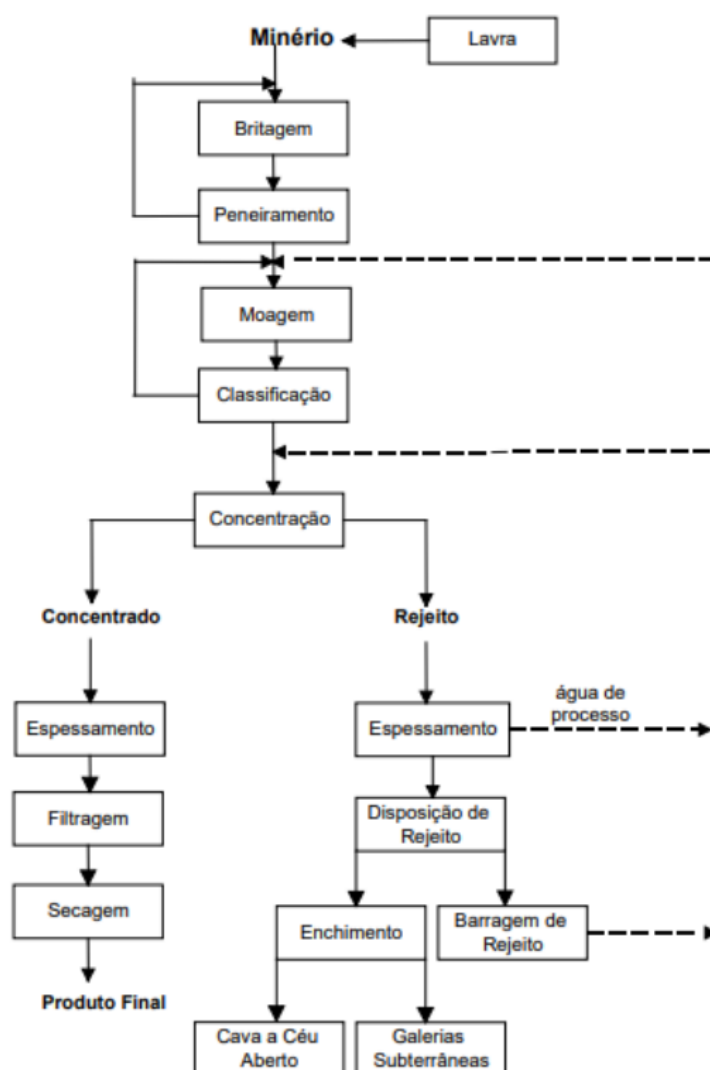 Minério
Lavra
Britagem
Peneiramento
Moagem
Classificação
Concentração
Concentrado
Rejeito
Espessamento
Espessamento
água de
processo
Filtragem
Disposição de
Rejeito
Secagem
Enchimento
Barragem de
Rejeito
Produto Final
Cava a Céu
Aberto
Galerias
Subterrâneas